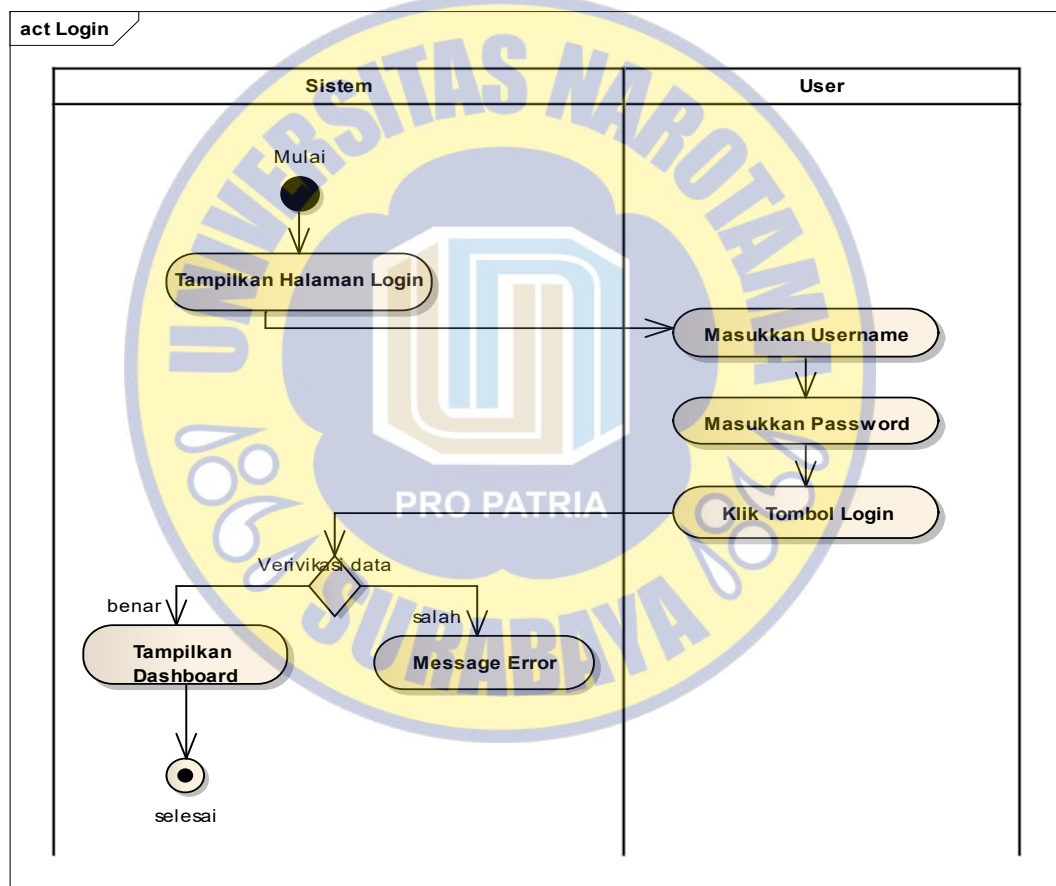 act Login
Sistem
User
Mulai
Tampilkan Halaman Login
Masukkan Username
Masukkan Password
Klik Tombol Login
Verivikasi data
benar
salah
Tampilkan
Dashboard
Message Error
selesai
UNIVERSITAS NAROTAMA
PRO PATRIA
SURABAYA